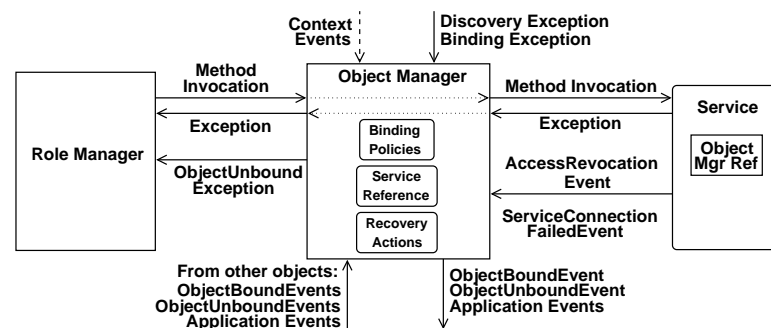 Context
Events
Discovery Exception
Binding Exception
Method
Invocation
Object Manager
Method Invocation
Service
Exception
Exception
Role Manager
Binding
Policies
Object
Mgr Ref
ObjectUnbound
Exception
Service
Reference
AccessRevocation
Event
Recovery
Actions
ServiceConnection
FailedEvent
From other objects:
ObjectBoundEvents
ObjectUnboundEvents
Application Events
ObjectBoundEvent
ObjectUnboundEvent
Application Events